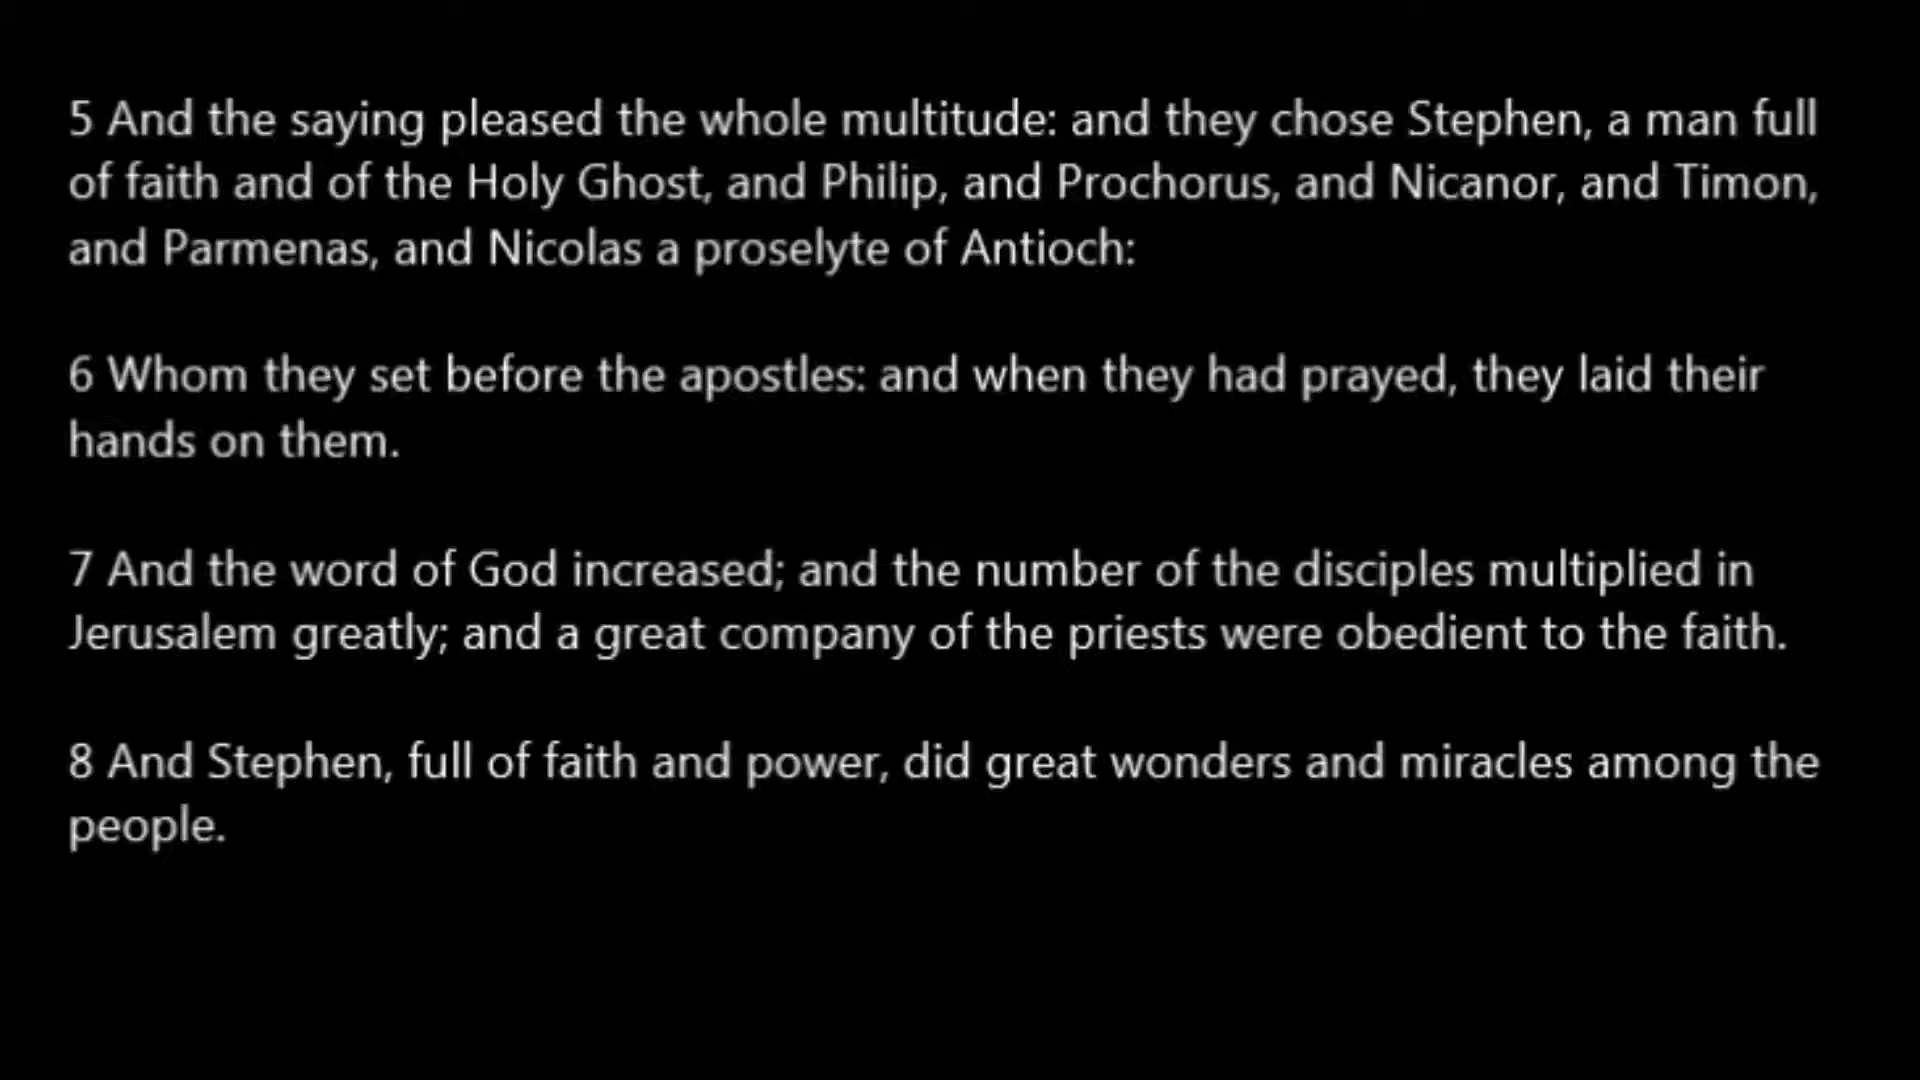 5 And the saying pleased the whole multitude: and they chose Stephen, a man full
of faith and of the Holy Ghost, and Philip, and Prochorus, and Nicanor, and Timon,
and Parmenas, and Nicolas a proselyte of Antioch:
6 Whom they set before the apostles: and when they had prayed, they laid their
hands on them.
7 And the word of God increased; and the number of the disciples multiplied in
Jerusalem greatly; and a great company of the priests were obedient to the faith.
8 And Stephen, full of faith and power, did great wonders and miracles among the
people.